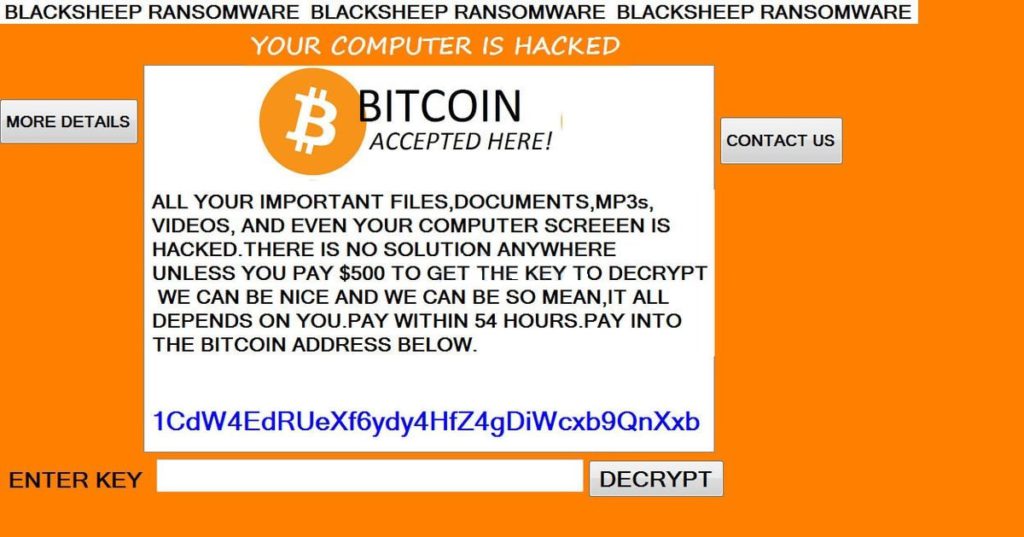 BLACKSHEEP RANSOMWARE BLACKSHEEP RANSOMWARE BLACKSHEEP RANSOMWARE
YOUR COMPUTER IS HACKED
BITCOIN
ACCEPTED HERE!
MORE DETAILS
CONTACT US
ALL YOUR IMPORTANT FILES,DOCUMENTS,MP3s,
VIDEOS, AND EVEN YOUR COMPUTER SCREEEN IS
HACKED.THERE IS NO SOLUTION ANYWHERE
UNLESS YOU PAY $500 TO GET THE KEY TO DECRYPT
WE CAN BE NICE AND WE CAN BE SO MEAN,IT ALL
DEPENDS ON YOU.PAY WITHIN 54 HOURS.PAY INTO
THE BITCOIN ADDRESS BELOW.
1CdW4EdRUeXf6ydy4HfZ4gDiWcxb9QnXxb
ENTER KEY
DECRYPT